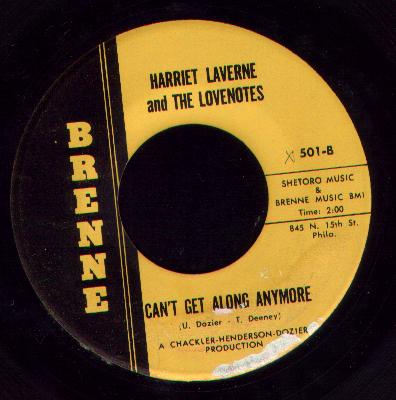 HARRIET LAVERNE
and THE LOVENOTES
BRENNE
X 501-B
SHETORO MUSIC
&
BRENNE MUSIC BMI
Time: 2:00
845 N. 15th St.
Phila.
CAN'T GET ALONG ANYMORE
(U. Dozier - T. Deeney)
A CHACKLER-HENDERSON-DOZIER
PRODUCTION